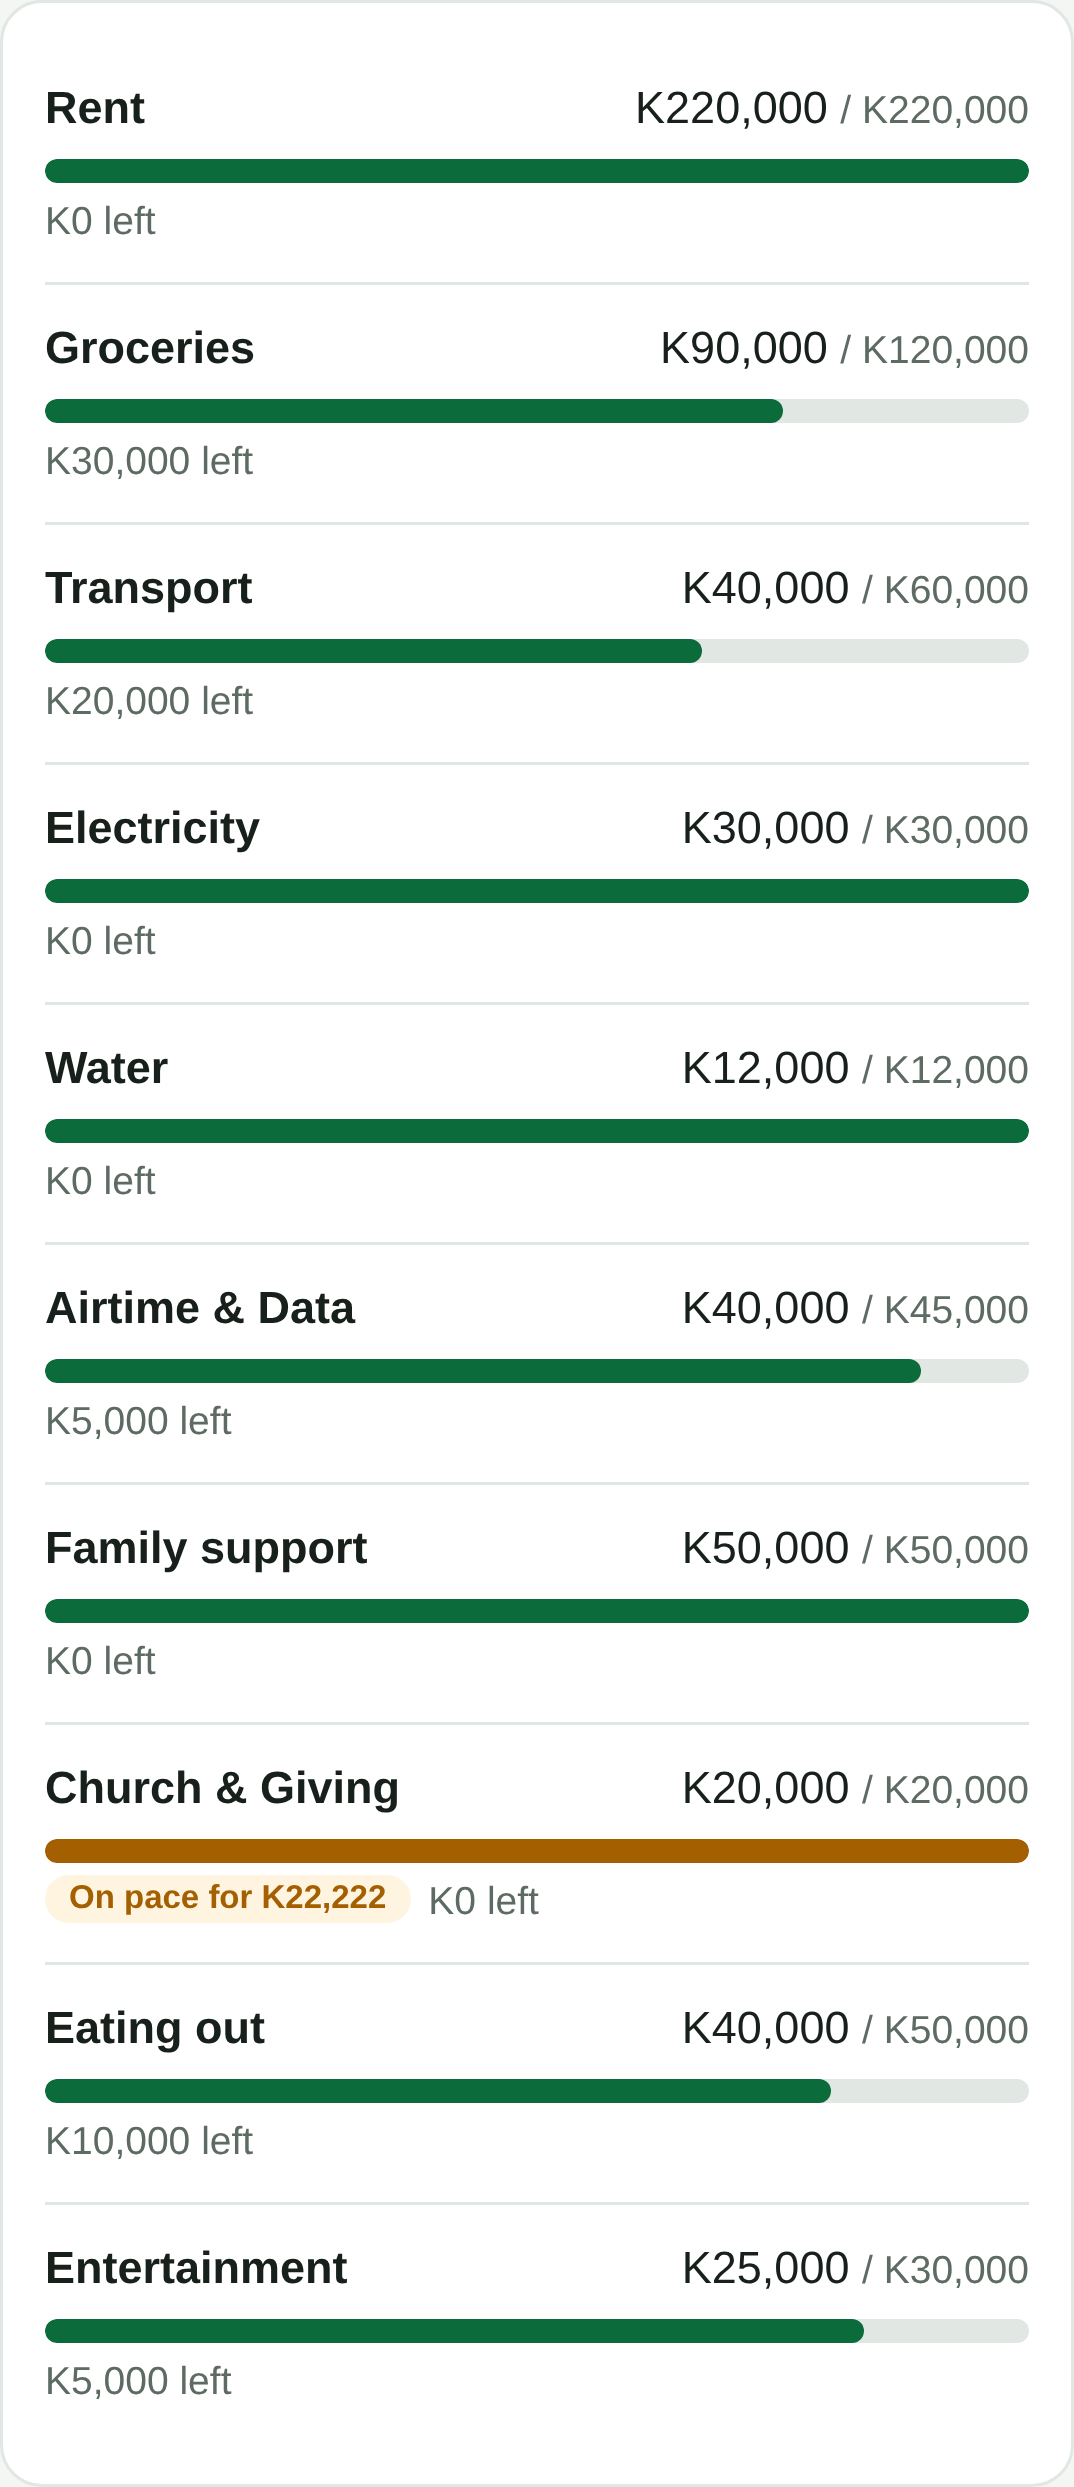 Rent K220,000 / K220,000
K0 left
Groceries K90,000 / K120,000
K30,000 left
Transport K40,000 / K60,000
K20,000 left
Electricity K30,000 / K30,000
K0 left
Water K12,000 / K12,000
K0 left
Airtime & Data K40,000 / K45,000
K5,000 left
Family support K50,000 / K50,000
K0 left
Church & Giving K20,000 / K20,000
On pace for K22,222 K0 left
Eating out K40,000 / K50,000
K10,000 left
Entertainment K25,000 / K30,000
K5,000 left